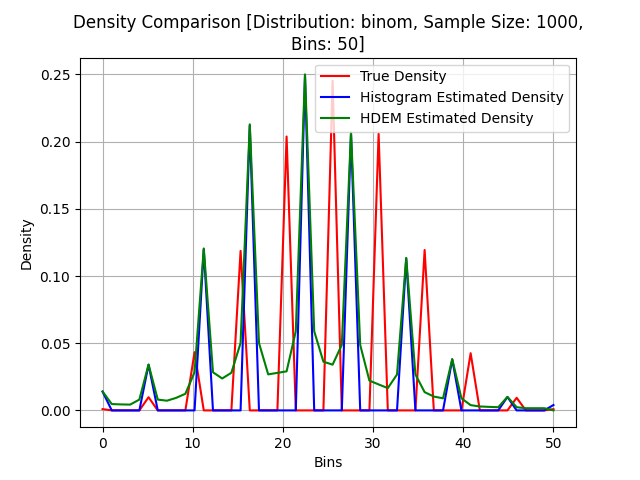 Density Comparison [Distribution: binom, Sample Size: 1000,
Bins: 50]
True Density
Histogram Estimated Density
HDEM Estimated Density
Density
0.25
0.20
0.15
0.10
0.05
0.00
0
10
20
30
40
50
Bins